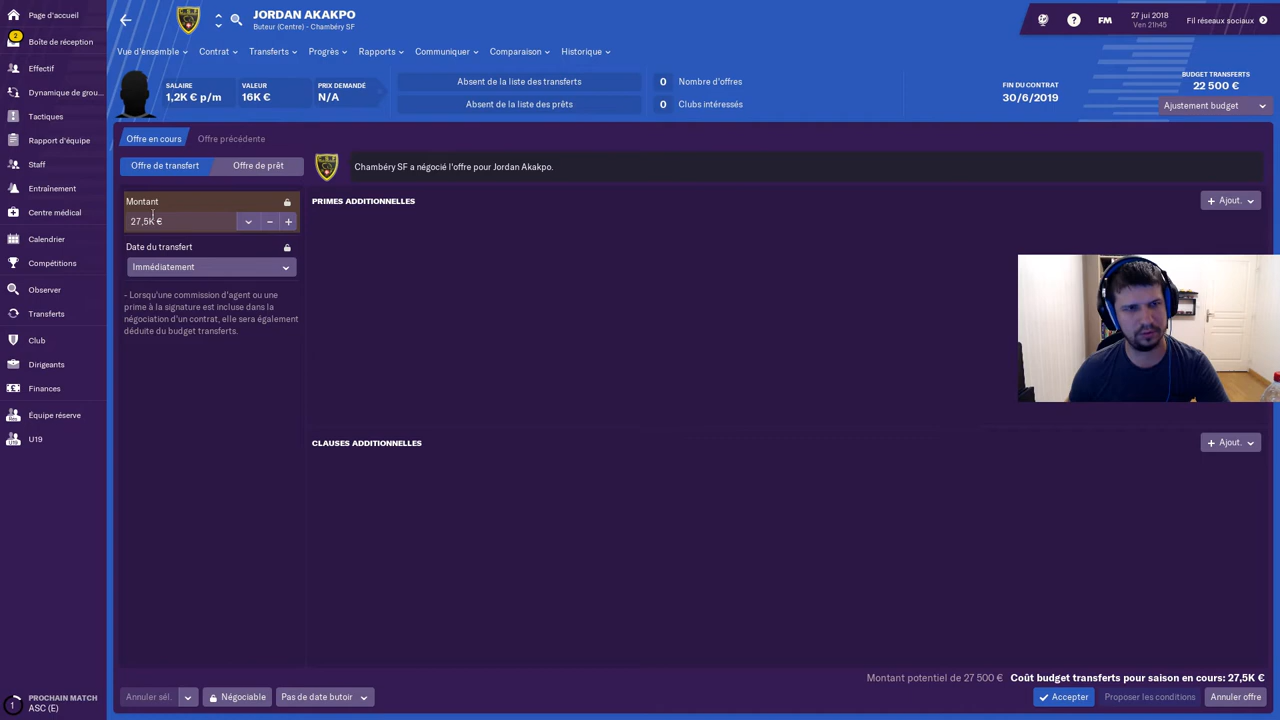 Page d'accueil
2
Boîte de réception
Effectif
Dynamique de grou...
Tactiques
Rapport d'équipe
Staff
Entraînement
Centre médical
Calendrier
Compétitions
Observer
Transferts
Club
Dirigeants
Finances
Équipe réserve
U19
1
PROCHAIN MATCH
ASC (E)
JORDAN AKAKPO
Buteur (Centre) - Chambéry SF
? FM
27 jui 2018
Ven 21h45
Fil réseaux sociaux
Vue d'ensemble Contrat Transferts Progrès Rapports Communiquer Comparaison Historique
SALAIRE
1,2K € p/m
VALEUR
16K €
PRIX DEMANDÉ
N/A
Absent de la liste des transferts
Absent de la liste des prêts
0 Nombre d'offres
0 Clubs intéressés
FIN DU CONTRAT
30/6/2019
BUDGET TRANSFERTS
22 500 €
Ajustement budget
Offre en cours Offre précédente
Offre de transfert Offre de prêt
Chambéry SF a négocié l'offre pour Jordan Akakpo.
Montant
27,5K €
Date du transfert
Immédiatement
- Lorsqu'une commission d'agent ou une
prime à la signature est incluse dans la
négociation d'un contrat, elle sera également
déduite du budget transferts.
PRIMES ADDITIONNELLES
Ajout.
CLAUSES ADDITIONNELLES
Ajout.
Montant potentiel de 27 500 € Coût budget transferts pour saison en cours: 27,5K €
Annuler sél. Négociable Pas de date butoir Accepter Proposer les conditions Annuler offre